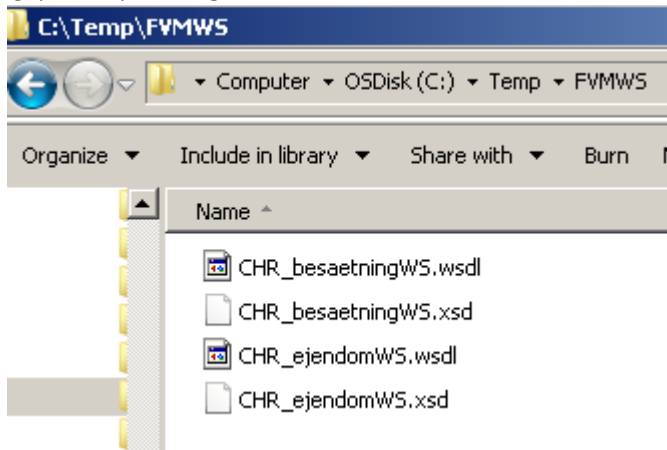 C:\Temp\FVMWS
Computer OSDisk (C:) Temp FVMWS
Organize Include in library Share with Burn
Name
CHR_besaetningWS.wsdl
CHR_besaetningWS.xsd
CHR_ejendomWS.wsdl
CHR_ejendomWS.xsd